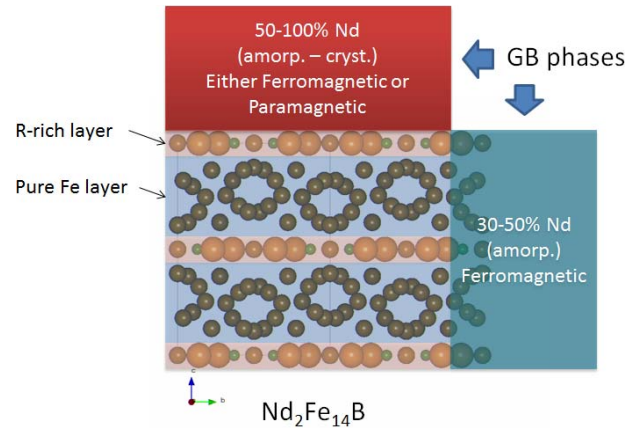 50-100% Nd
(amorp. – cryst.)
Either Ferromagnetic or
Paramagnetic
GB phases
R-rich layer
Pure Fe layer
30-50% Nd
(amorp.)
Ferromagnetic
c
b
Nd₂Fe₁₄B